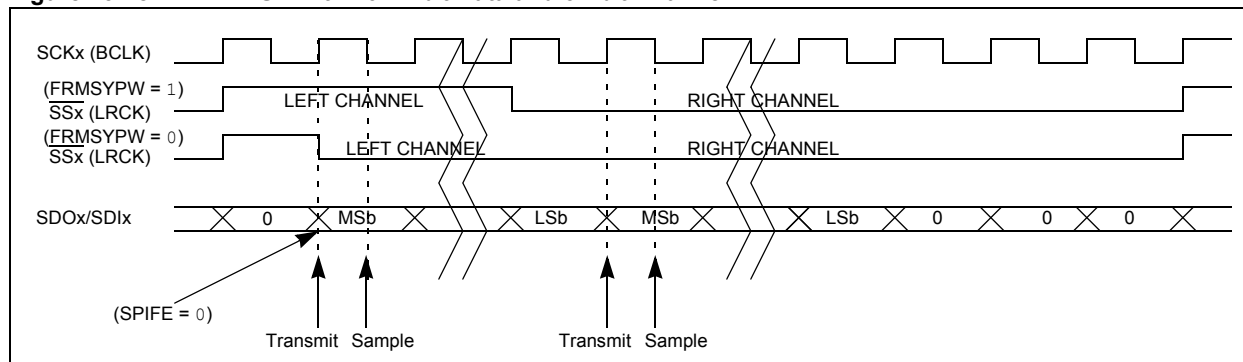 SCKx (BCLK)
(FRMSYPW = 1)
SSx (LRCK)
LEFT CHANNEL
RIGHT CHANNEL
(FRMSYPW = 0)
SSx (LRCK)
LEFT CHANNEL
RIGHT CHANNEL
SDOx/SDIx
0 MSb LSb MSb LSb 0 0 0
(SPIFE = 0)
Transmit Sample Transmit Sample